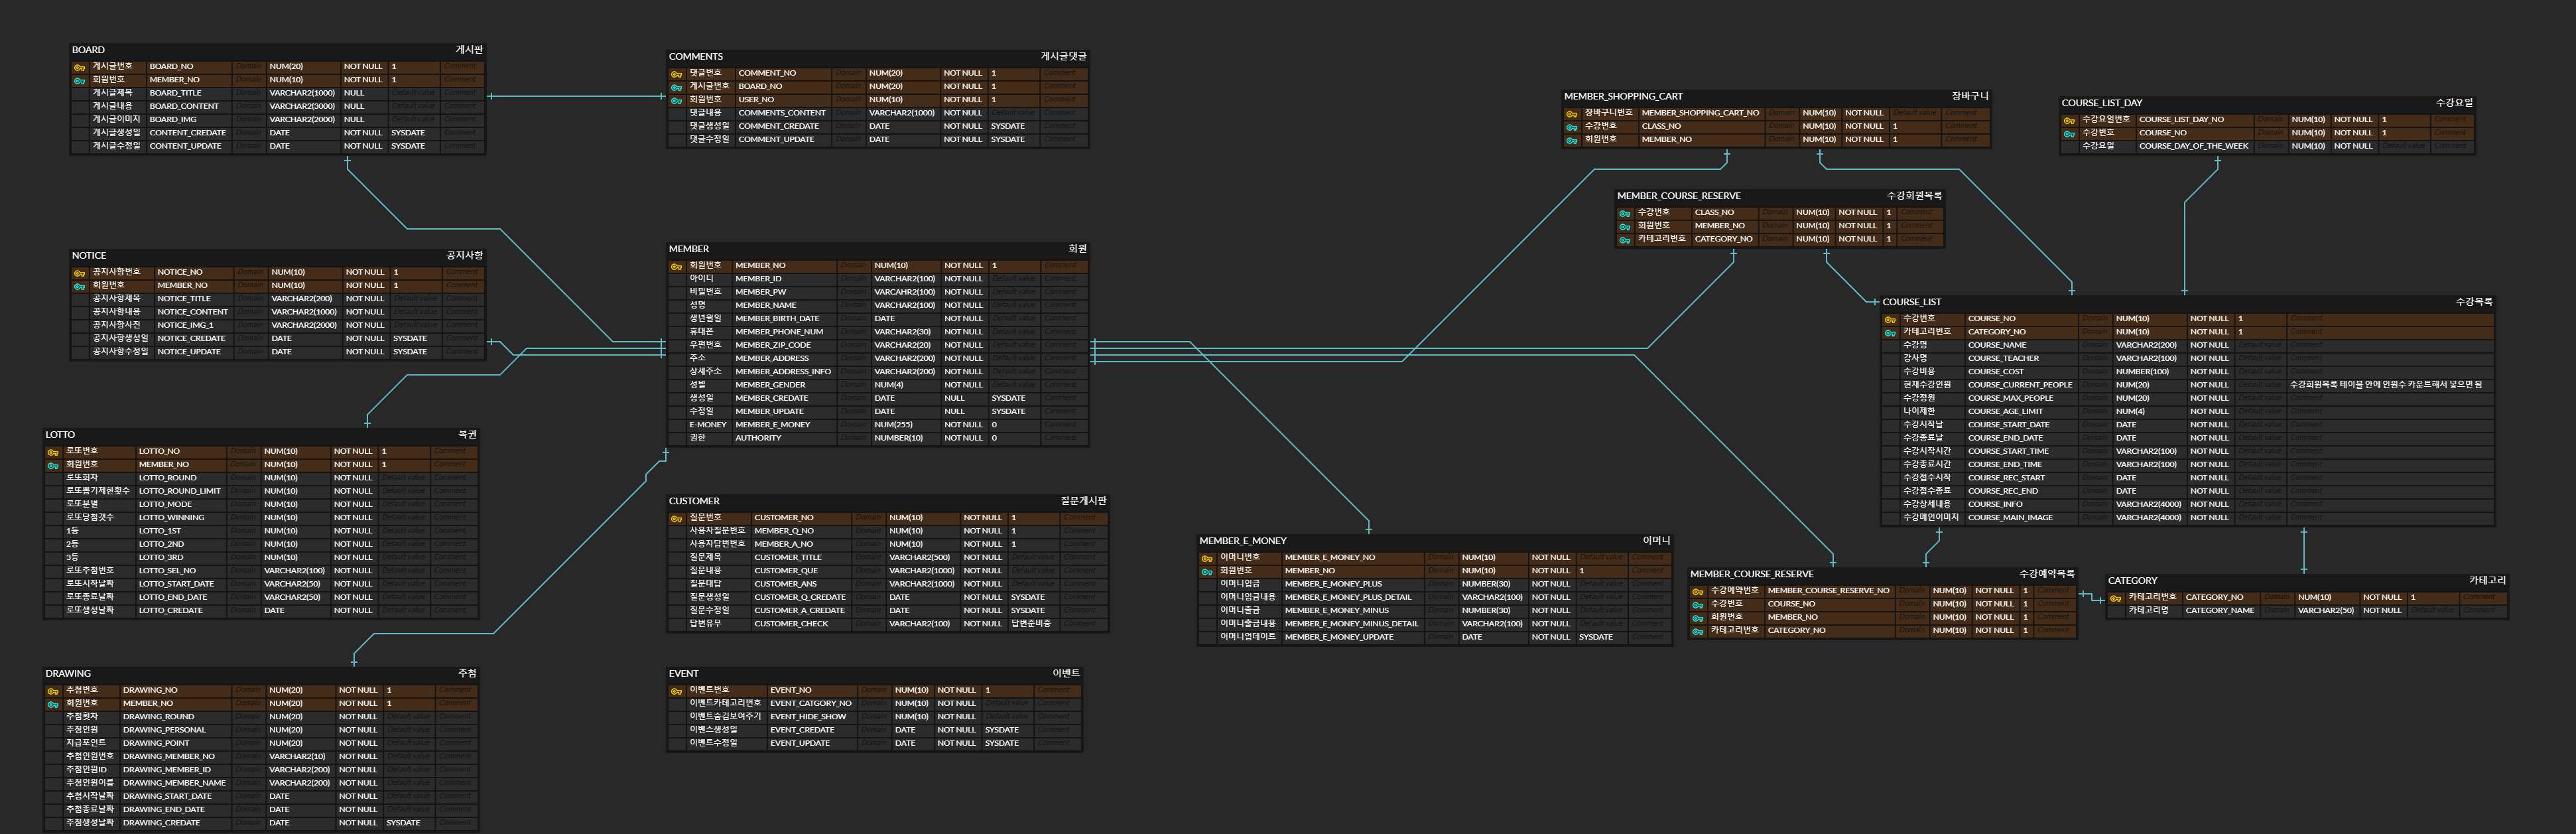 BOARD 게시판
게시글번호 BOARD_NO Domain NUM(20) NOT NULL 1 Comment
회원번호 MEMBER_NO Domain NUM(10) NOT NULL 1 Comment
게시글제목 BOARD_TITLE Domain VARCHAR2(1000) NULL Default value Comment
게시글내용 BOARD_CONTENT Domain VARCHAR2(3000) NULL Default value Comment
게시글이미지 BOARD_IMG Domain VARCHAR2(2000) NULL Default value Comment
게시글생성일 CONTENT_CREDATE Domain DATE NOT NULL SYSDATE Comment
게시글수정일 CONTENT_UPDATE Domain DATE NOT NULL SYSDATE Comment
COMMENTS 게시글댓글
댓글번호 COMMENT_NO Domain NUM(20) NOT NULL 1 Comment
게시글번호 BOARD_NO Domain NUM(20) NOT NULL 1 Comment
회원번호 USER_NO Domain NUM(10) NOT NULL 1 Comment
댓글내용 COMMENTS_CONTENT Domain VARCHAR2(1000) NOT NULL Default value Comment
댓글생성일 COMMENT_CREDATE Domain DATE NOT NULL SYSDATE Comment
댓글수정일 COMMENT_UPDATE Domain DATE NOT NULL SYSDATE Comment
MEMBER_SHOPPING_CART 장바구니
장바구니번호 MEMBER_SHOPPING_CART_NO Domain NUM(10) NOT NULL Default value Comment
수강번호 CLASS_NO Domain NUM(10) NOT NULL 1 Comment
회원번호 MEMBER_NO Domain NUM(10) NOT NULL 1 Comment
COURSE_LIST_DAY 수강요일
수강요일번호 COURSE_LIST_DAY_NO Domain NUM(10) NOT NULL 1 Comment
수강번호 COURSE_NO Domain NUM(10) NOT NULL 1 Comment
수강요일 COURSE_DAY_OF_THE_WEEK Domain NUM(10) NOT NULL Default value Comment
MEMBER_COURSE_RESERVE 수강회원목록
수강번호 CLASS_NO Domain NUM(10) NOT NULL 1 Comment
회원번호 MEMBER_NO Domain NUM(10) NOT NULL 1 Comment
카테고리번호 CATEGORY_NO Domain NUM(10) NOT NULL 1 Comment
NOTICE 공지사항
공지사항번호 NOTICE_NO Domain NUM(10) NOT NULL 1 Comment
회원번호 MEMBER_NO Domain NUM(10) NOT NULL 1 Comment
공지사항제목 NOTICE_TITLE Domain VARCHAR2(200) NOT NULL Default value Comment
공지사항내용 NOTICE_CONTENT Domain VARCHAR2(1000) NOT NULL Default value Comment
공지사항사진 NOTICE_IMG_1 Domain VARCHAR2(2000) NOT NULL Default value Comment
공지사항생성일 NOTICE_CREDATE Domain DATE NOT NULL SYSDATE Comment
공지사항수정일 NOTICE_UPDATE Domain DATE NOT NULL SYSDATE Comment
MEMBER 회원
회원번호 MEMBER_NO Domain NUM(10) NOT NULL 1 Comment
아이디 MEMBER_ID Domain VARCHAR2(100) NOT NULL Default value Comment
비밀번호 MEMBER_PW Domain VARCAHR2(100) NOT NULL Default value Comment
성명 MEMBER_NAME Domain VARCHAR2(100) NOT NULL Default value Comment
생년월일 MEMBER_BIRTH_DATE Domain DATE NOT NULL Default value Comment
휴대폰 MEMBER_PHONE_NUM Domain VARCHAR2(30) NOT NULL Default value Comment
우편번호 MEMBER_ZIP_CODE Domain VARCHAR2(20) NOT NULL Default value Comment
주소 MEMBER_ADDRESS Domain VARCHAR2(200) NOT NULL Default value Comment
상세주소 MEMBER_ADDRESS_INFO Domain VARCHAR2(200) NOT NULL Default value Comment
성별 MEMBER_GENDER Domain NUM(4) NOT NULL Default value Comment
생성일 MEMBER_CREDATE Domain DATE NULL SYSDATE Comment
수정일 MEMBER_UPDATE Domain DATE NULL SYSDATE Comment
E-MONEY MEMBER_E_MONEY Domain NUM(255) NOT NULL 0 Comment
권한 AUTHORITY Domain NUMBER(10) NOT NULL 0 Comment
COURSE_LIST 수강목록
수강번호 COURSE_NO Domain NUM(10) NOT NULL 1 Comment
카테고리번호 CATEGORY_NO Domain NUM(10) NOT NULL 1 Comment
수강명 COURSE_NAME Domain VARCHAR2(200) NOT NULL Default value Comment
강사명 COURSE_TEACHER Domain VARCHAR2(100) NOT NULL Default value Comment
수강비용 COURSE_COST Domain NUMBER(100) NOT NULL Default value Comment
현재수강인원 COURSE_CURRENT_PEOPLE Domain NUM(20) NOT NULL Default value 수강회원목록 테이블 안에 인원수 카운트해서 넣으면 됨
수강정원 COURSE_MAX_PEOPLE Domain NUM(20) NOT NULL Default value Comment
나이제한 COURSE_AGE_LIMIT Domain NUM(4) NOT NULL Default value Comment
수강시작날 COURSE_START_DATE Domain DATE NOT NULL Default value Comment
수강종료날 COURSE_END_DATE Domain DATE NOT NULL Default value Comment
수강시작시간 COURSE_START_TIME Domain VARCHAR2(100) NOT NULL Default value Comment
수강종료시간 COURSE_END_TIME Domain VARCHAR2(100) NOT NULL Default value Comment
수강접수시작 COURSE_REC_START Domain DATE NOT NULL Default value Comment
수강접수종료 COURSE_REC_END Domain DATE NOT NULL Default value Comment
수강상세내용 COURSE_INFO Domain VARCHAR2(4000) NOT NULL Default value Comment
수강메인이미지 COURSE_MAIN_IMAGE Domain VARCHAR2(4000) NOT NULL Default value Comment
LOTTO 복권
로또번호 LOTTO_NO Domain NUM(10) NOT NULL 1 Comment
회원번호 MEMBER_NO Domain NUM(10) NOT NULL 1 Comment
로또회차 LOTTO_ROUND Domain NUM(10) NOT NULL Default value Comment
로또뽑기제한횟수 LOTTO_ROUND_LIMIT Domain NUM(10) NOT NULL Default value Comment
로또분별 LOTTO_MODE Domain NUM(10) NOT NULL Default value Comment
로또당첨갯수 LOTTO_WINNING Domain NUM(10) NOT NULL Default value Comment
1등 LOTTO_1ST Domain NUM(10) NOT NULL Default value Comment
2등 LOTTO_2ND Domain NUM(10) NOT NULL Default value Comment
3등 LOTTO_3RD Domain NUM(10) NOT NULL Default value Comment
로또추첨번호 LOTTO_SEL_NO Domain VARCHAR2(100) NOT NULL Default value Comment
로또시작날짜 LOTTO_START_DATE Domain VARCHAR2(50) NOT NULL Default value Comment
로또종료날짜 LOTTO_END_DATE Domain VARCHAR2(50) NOT NULL Default value Comment
로또생성날짜 LOTTO_CREDATE Domain DATE NOT NULL Default value Comment
CUSTOMER 질문게시판
질문번호 CUSTOMER_NO Domain NUM(10) NOT NULL 1 Comment
사용자질문번호 MEMBER_Q_NO Domain NUM(10) NOT NULL 1 Comment
사용자답변번호 MEMBER_A_NO Domain NUM(10) NOT NULL 1 Comment
질문제목 CUSTOMER_TITLE Domain VARCHAR2(500) NOT NULL Default value Comment
질문내용 CUSTOMER_QUE Domain VARCHAR2(1000) NOT NULL Default value Comment
질문대답 CUSTOMER_ANS Domain VARCHAR2(1000) NOT NULL Default value Comment
질문생성일 CUSTOMER_Q_CREDATE Domain DATE NOT NULL SYSDATE Comment
질문수정일 CUSTOMER_A_CREDATE Domain DATE NOT NULL SYSDATE Comment
답변유무 CUSTOMER_CHECK Domain VARCHAR2(100) NOT NULL 답변준비중 Comment
MEMBER_E_MONEY 이머니
이머니번호 MEMBER_E_MONEY_NO Domain NUM(10) NOT NULL Default value Comment
회원번호 MEMBER_NO Domain NUM(10) NOT NULL 1 Comment
이머니입금 MEMBER_E_MONEY_PLUS Domain NUMBER(30) NOT NULL Default value Comment
이머니입금내용 MEMBER_E_MONEY_PLUS_DETAIL Domain VARCHAR2(100) NOT NULL Default value Comment
이머니출금 MEMBER_E_MONEY_MINUS Domain NUMBER(30) NOT NULL Default value Comment
이머니출금내용 MEMBER_E_MONEY_MINUS_DETAIL Domain VARCHAR2(100) NOT NULL Default value Comment
이머니업데이트 MEMBER_E_MONEY_UPDATE Domain DATE NOT NULL SYSDATE Comment
MEMBER_COURSE_RESERVE 수강예약목록
수강예약번호 MEMBER_COURSE_RESERVE_NO Domain NUM(10) NOT NULL 1 Comment
수강번호 COURSE_NO Domain NUM(10) NOT NULL 1 Comment
회원번호 MEMBER_NO Domain NUM(10) NOT NULL 1 Comment
카테고리번호 CATEGORY_NO Domain NUM(10) NOT NULL 1 Comment
CATEGORY 카테고리
카테고리번호 CATEGORY_NO Domain NUM(10) NOT NULL 1 Comment
카테고리명 CATEGORY_NAME Domain VARCHAR2(50) NOT NULL Default value Comment
DRAWING 추첨
추첨번호 DRAWING_NO Domain NUM(20) NOT NULL 1 Comment
회원번호 MEMBER_NO Domain NUM(20) NOT NULL 1 Comment
추첨횟자 DRAWING_ROUND Domain NUM(20) NOT NULL Default value Comment
추첨인원 DRAWING_PERSONAL Domain NUM(20) NOT NULL Default value Comment
지급포인트 DRAWING_POINT Domain NUM(20) NOT NULL Default value Comment
추첨인원번호 DRAWING_MEMBER_NO Domain VARCHAR2(10) NOT NULL Default value Comment
추첨인원ID DRAWING_MEMBER_ID Domain VARCHAR2(200) NOT NULL Default value Comment
추첨인원이름 DRAWING_MEMBER_NAME Domain VARCHAR2(200) NOT NULL Default value Comment
추첨시작날짜 DRAWING_START_DATE Domain DATE NOT NULL Default value Comment
추첨종료날짜 DRAWING_END_DATE Domain DATE NOT NULL Default value Comment
추첨생성날짜 DRAWING_CREDATE Domain DATE NOT NULL SYSDATE Comment
EVENT 이벤트
이벤트번호 EVENT_NO Domain NUM(10) NOT NULL 1 Comment
이벤트카테고리번호 EVENT_CATGORY_NO Domain NUM(10) NOT NULL Default value Comment
이벤트숨김보여주기 EVENT_HIDE_SHOW Domain NUM(10) NOT NULL Default value Comment
이벤스생성일 EVENT_CREDATE Domain DATE NOT NULL SYSDATE Comment
이벤트수정일 EVENT_UPDATE Domain DATE NOT NULL SYSDATE Comment